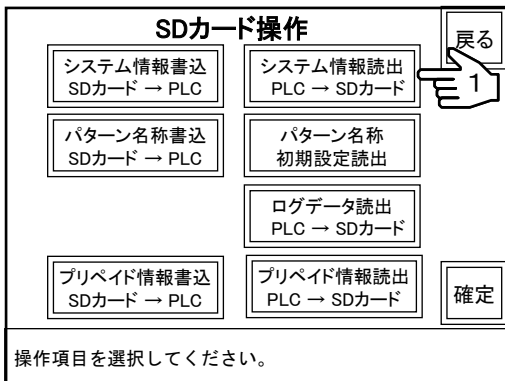 SDカード操作
戻る
システム情報書込
SDカード → PLC
システム情報読出
PLC → SDカード
1
パターン名称書込
SDカード → PLC
パターン名称
初期設定読出
ログデータ読出
PLC → SDカード
プリペイド情報書込
SDカード → PLC
プリペイド情報読出
PLC → SDカード
確定
操作項目を選択してください。